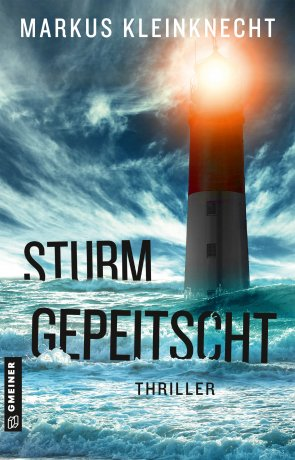 MARKUS KLEINKNECHT
STURM
GEPEITSCHT
THRILLER
GMEINER